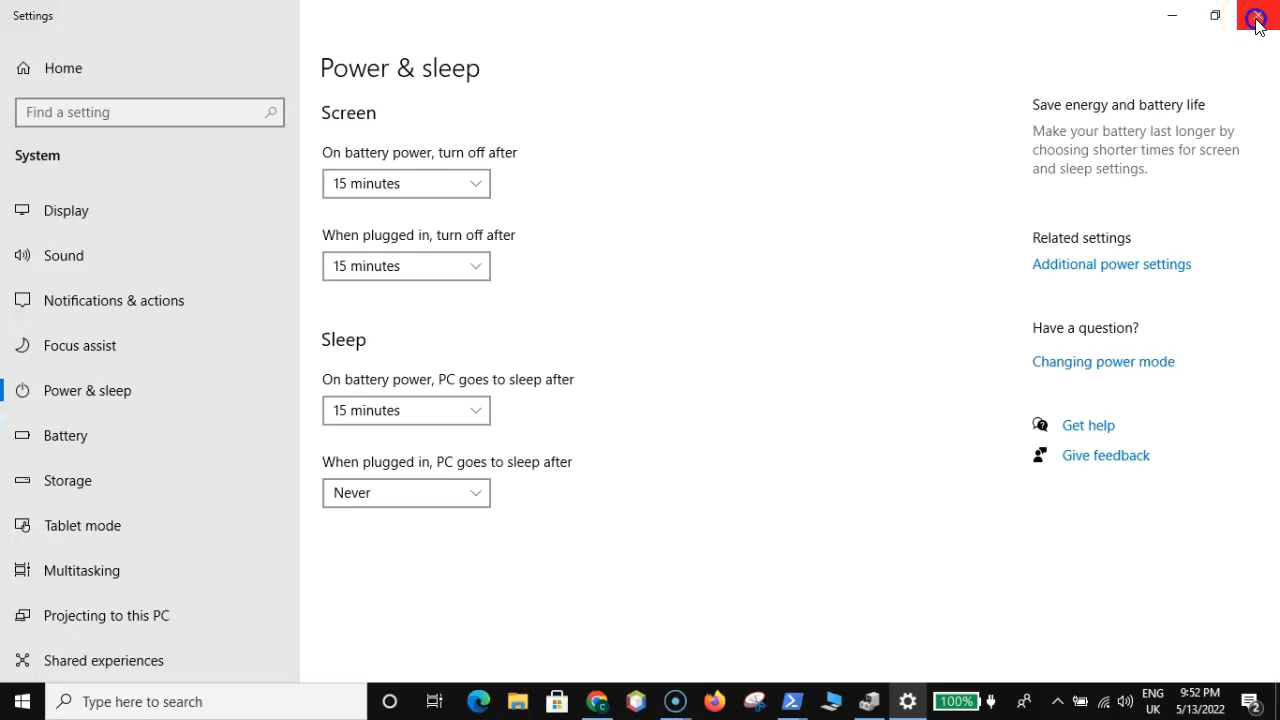 Settings
Home
Find a setting
System
Display
Sound
Notifications & actions
Focus assist
Power & sleep
Battery
Storage
Tablet mode
Multitasking
Projecting to this PC
Shared experiences
Power & sleep
Screen
On battery power, turn off after
15 minutes
When plugged in, turn off after
15 minutes
Sleep
On battery power, PC goes to sleep after
15 minutes
When plugged in, PC goes to sleep after
Never
Save energy and battery life
Make your battery last longer by
choosing shorter times for screen
and sleep settings.
Related settings
Additional power settings
Have a question?
Changing power mode
Get help
Give feedback
Type here to search
100%
ENG
UK
9:52 PM
5/13/2022
2